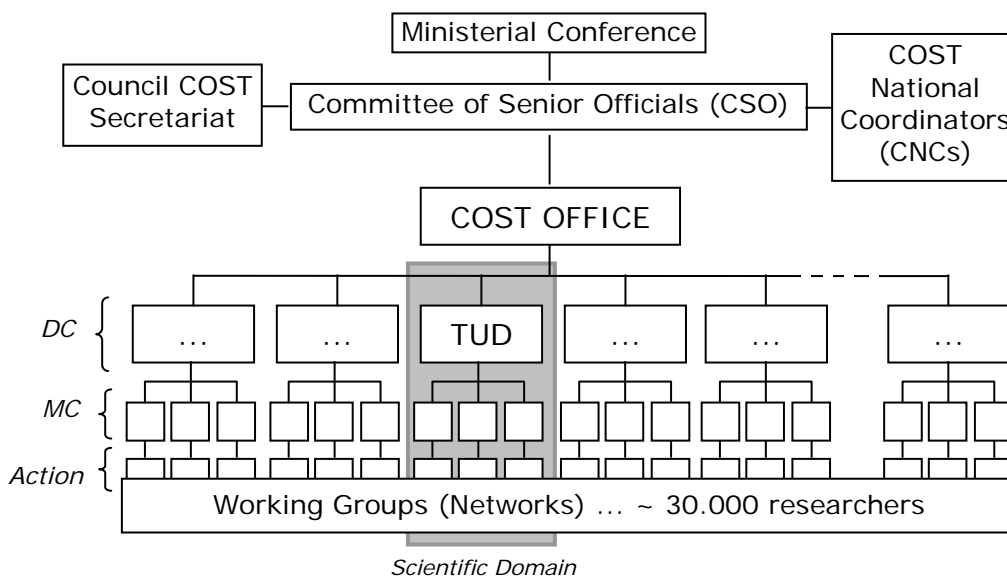 Ministerial Conference
Council COST
Secretariat
Committee of Senior Officials (CSO)
COST
National
Coordinators
(CNCs)
COST OFFICE
DC
...
...
TUD
...
...
...
MC
Action
Working Groups (Networks) ... ~ 30.000 researchers
Scientific Domain